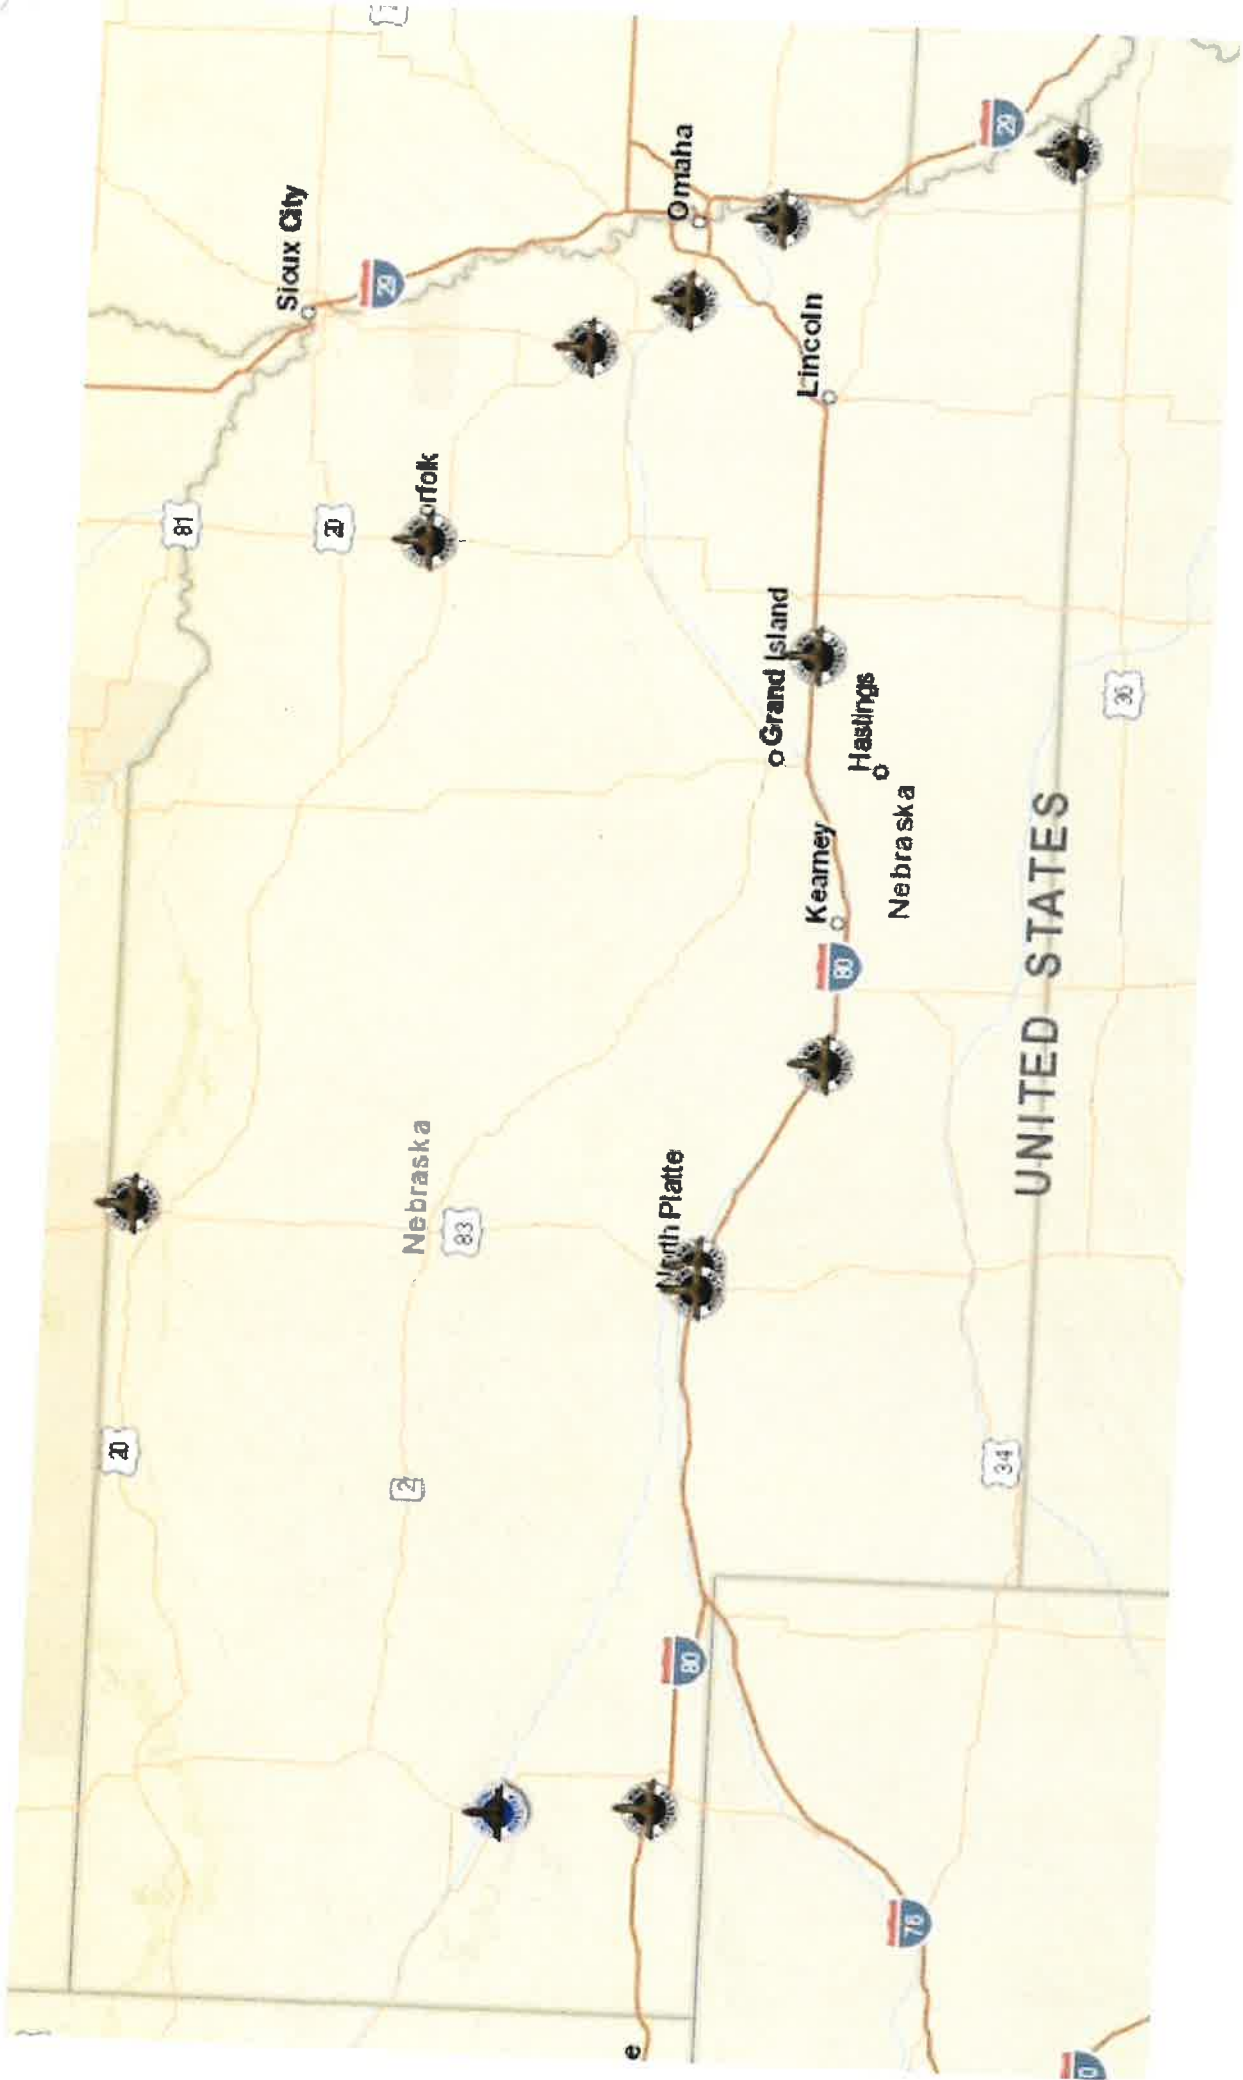 Sioux City
29
81
20
orfolk
Omaha
29
Lincoln
Grand Island
Hastings
Kearney
Nebraska
80
36
UNITED STATES
20
Nebraska
83
2
North Platte
34
80
76
e